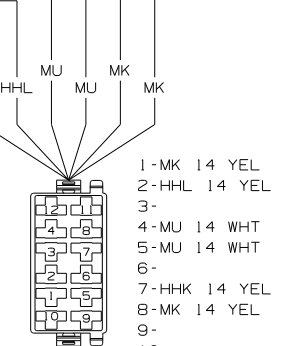 MU
MK
HHL
MU
MK
1-MK 14 YEL
2-HHL 14 YEL
3-
4-MU 14 WHT
5-MU 14 WHT
6-
7-HHK 14 YEL
8-MK 14 YEL
9-
12 11
4 8
3 7
2 6
1 5
10 9